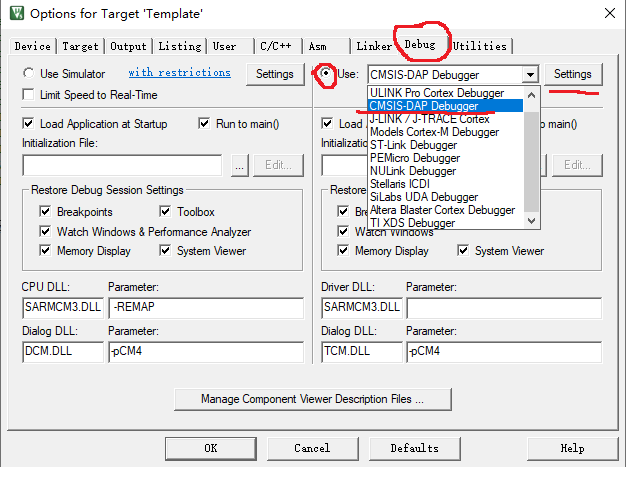 Options for Target 'Template'
Device Target Output Listing User C/C++ Asm Linker Debug Utilities
Use Simulator with restrictions Settings
Limit Speed to Real-Time
Use: CMSIS-DAP Debugger Settings
ULINK Pro Cortex Debugger
CMSIS-DAP Debugger
J-LINK / J-TRACE Cortex
Models Cortex-M Debugger
ST-Link Debugger
PEMicro Debugger
NULink Debugger
Stellaris ICDI
SiLabs UDA Debugger
Altera Blaster Cortex Debugger
TI XDS Debugger
Load Application at Startup Run to main()
Initialization File:
... Edit...
Restore Debug Session Settings
Breakpoints Toolbox
Watch Windows & Performance Analyzer
Memory Display System Viewer
main()
Edit...
Watch Windows
Memory Display System Viewer
CPU DLL: Parameter:
SARMCM3.DLL -REMAP
Dialog DLL: Parameter:
DCM.DLL -pCM4
Driver DLL: Parameter:
SARMCM3.DLL
Dialog DLL: Parameter:
TCM.DLL -pCM4
Manage Component Viewer Description Files ...
OK Cancel Defaults Help